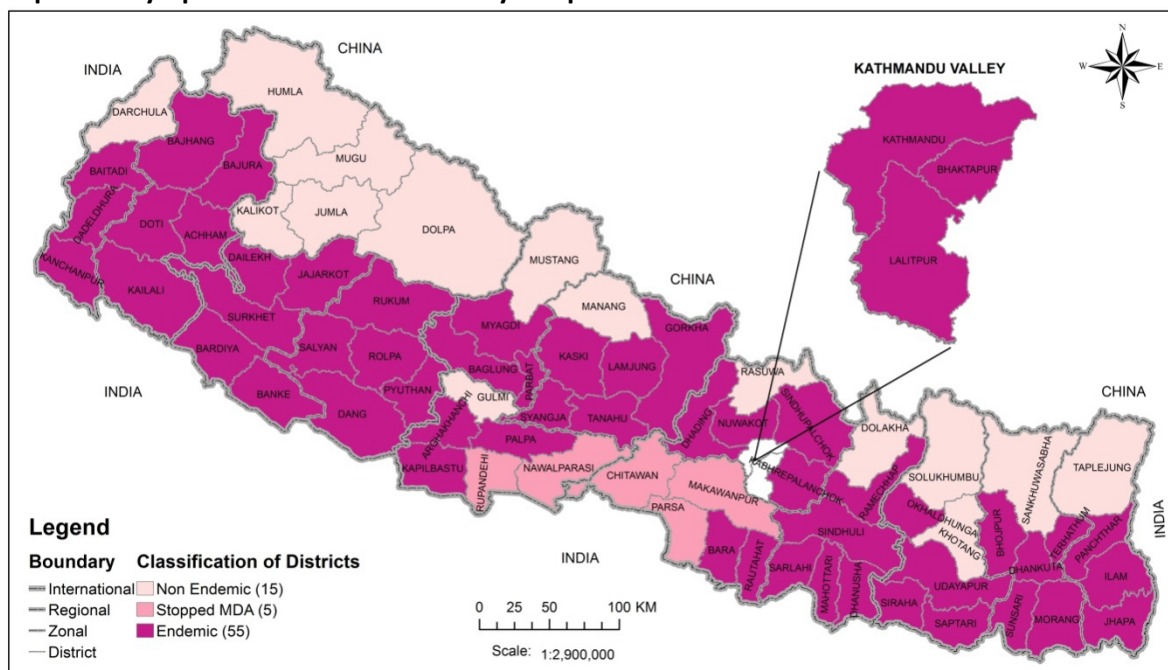 CHINA
INDIA
KATHMANDU VALLEY
N
W E
S
HUMLA
DARCHULA
BAJHANG
BAITADI
BAJURA
MUGU
KALIKOT
JUMLA
DOLPA
DADELDHURA
DOTI
ACHHAM
DAILEKH
JAJARKOT
KANCHANPUR
KAILALI
SURKHET
RUKUM
BARDIYA
SALYAN
ROLPA
BANKE
DANG
PYUTHAN
INDIA
MUSTANG
MANANG
CHINA
MYAGDI
GORKHA
KASKI
LAMJUNG
BAGLUNG
PARBAT
GULMI
SYANGJA
TANAHU
ARGHAKHANCHI
PALPA
KAPILBASTU
RUPANDEHI
NAWALPARASI
CHITAWAN
MAKAWANPUR
PARSA
DHADING
RASUWA
NUWAKOT
SINDHUPALCHOK
KABHREPALANCHOK
DOLAKHA
RAMECHHAP
SINDHULI
BARA
RAUTAHAT
SARLAHI
MAHOTTARI
DHANUSHA
INDIA
KATHMANDU
BHAKTAPUR
LALITPUR
CHINA
SOLUKHUMBU
SANKHUWASABHA
TAPLEJUNG
OKHALDHUNGA
KHOTANG
BHOJPUR
TERHATHUM
PANCHTHAR
DHANKUTA
ILAM
UDAYAPUR
SIRAHA
SAPTARI
SUNSARI
MORANG
JHAPA
INDIA
Legend
Boundary
International
Regional
Zonal
District
Classification of Districts
Non Endemic (15)
Stopped MDA (5)
Endemic (55)
0 25 50 100 KM
Scale: 1:2,900,000